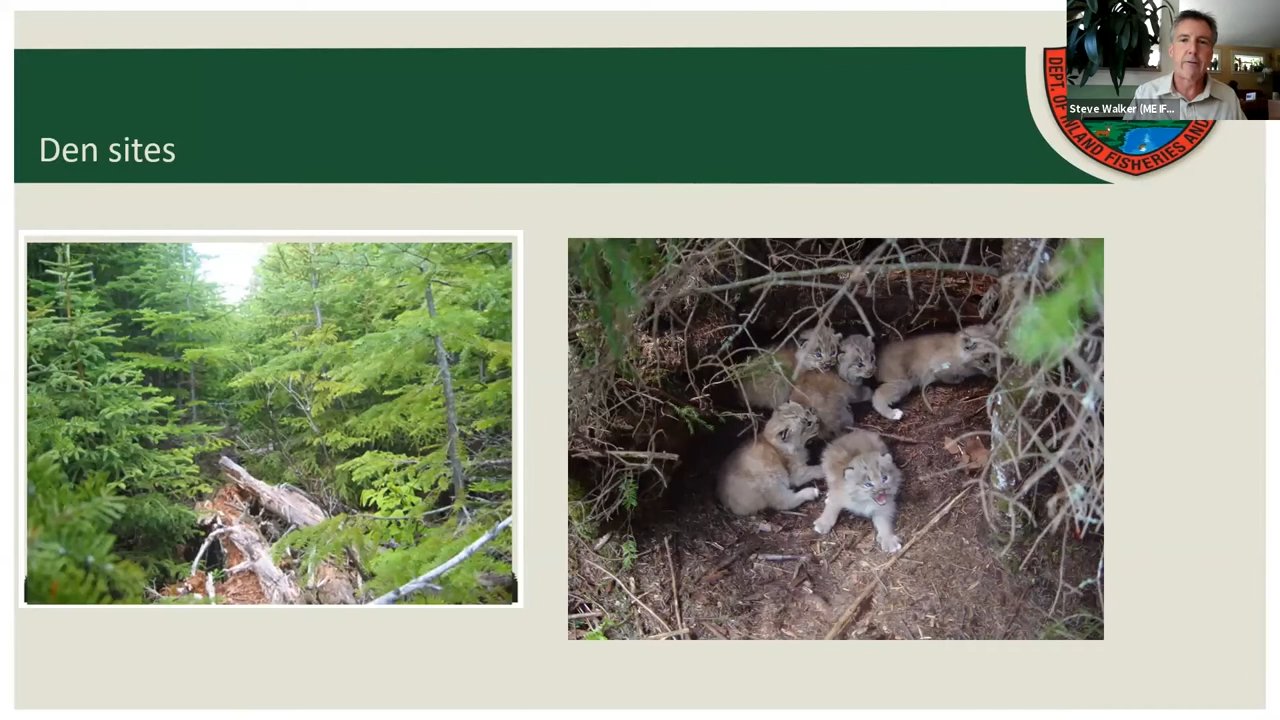 Den sites
Steve Walker (ME IF...
DEPT. OF INLAND FISHERIES AND